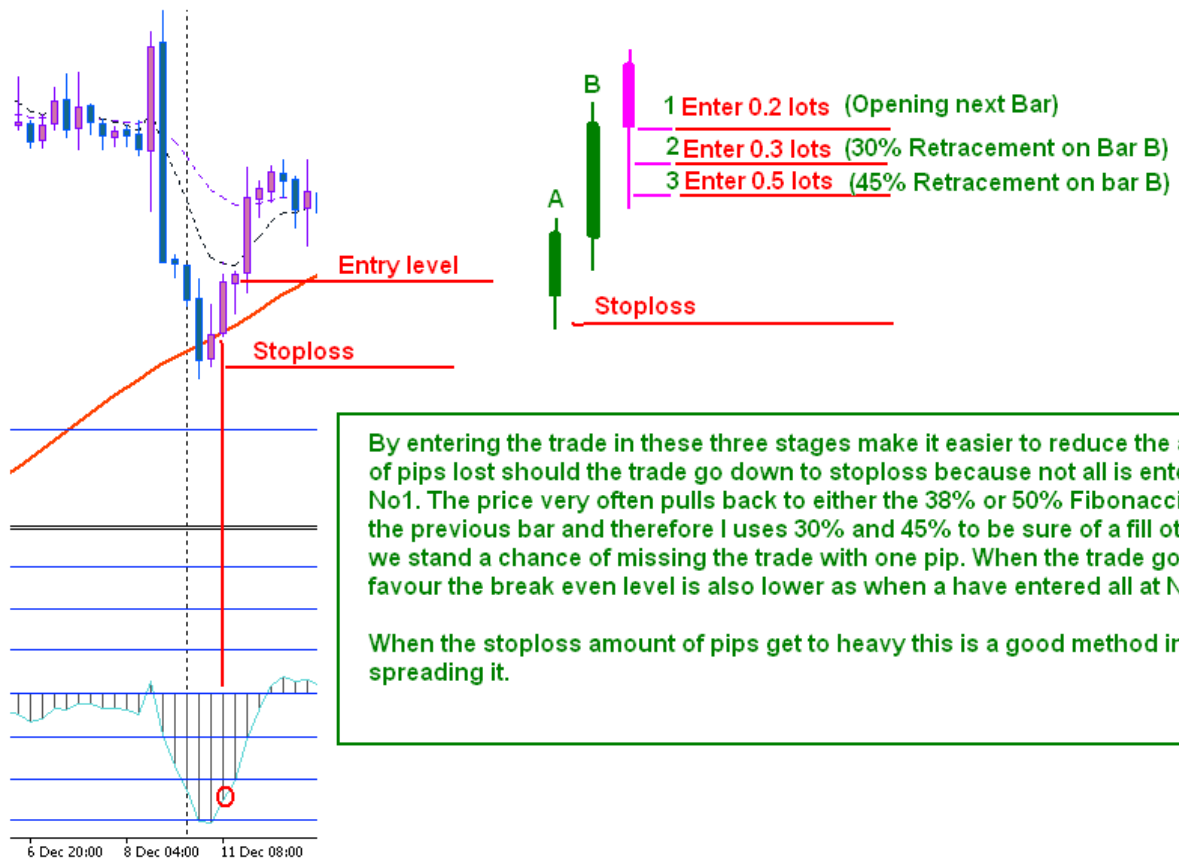 B
1 Enter 0.2 lots (Opening next Bar)
2 Enter 0.3 lots (30% Retracement on Bar B)
3 Enter 0.5 lots (45% Retracement on bar B)
A
Entry level
Stoploss
Stoploss
By entering the trade in these three stages make it easier to reduce the
of pips lost should the trade go down to stoploss because not all is
No1. The price very often pulls back to either the 38% or 50%
the previous bar and therefore I uses 30% and 45% to be sure of a fill
we stand a chance of missing the trade with one pip. When the trade
favour the break even level is also lower as when a have entered all at
When the stoploss amount of pips get to heavy this is a good method
spreading it.
6 Dec 20:00 8 Dec 04:00 11 Dec 08:00